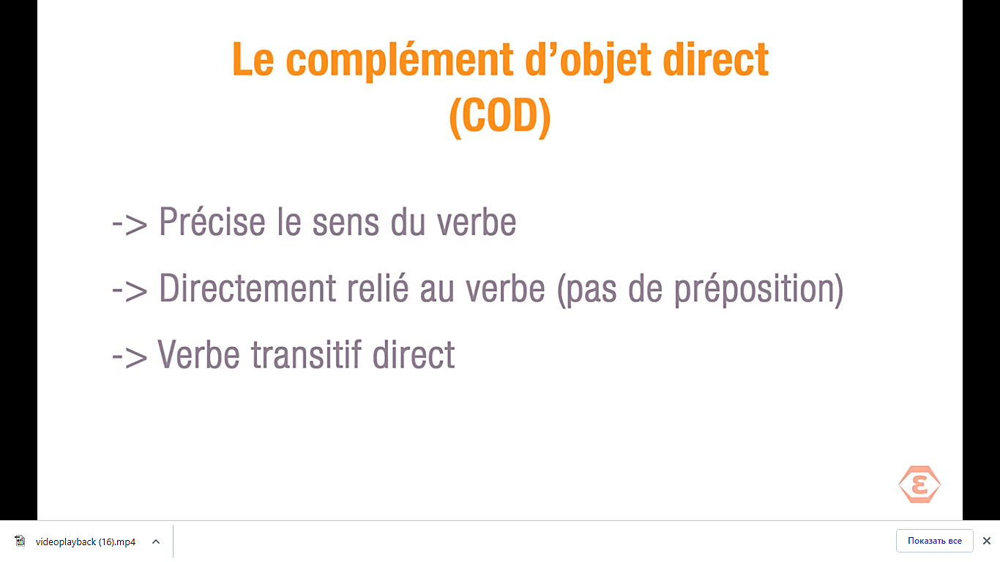 Le complément d’objet direct
(COD)
-> Précise le sens du verbe
-> Directement relié au verbe (pas de préposition)
-> Verbe transitif direct
ε
videoplayback (16).mp4
Показать все